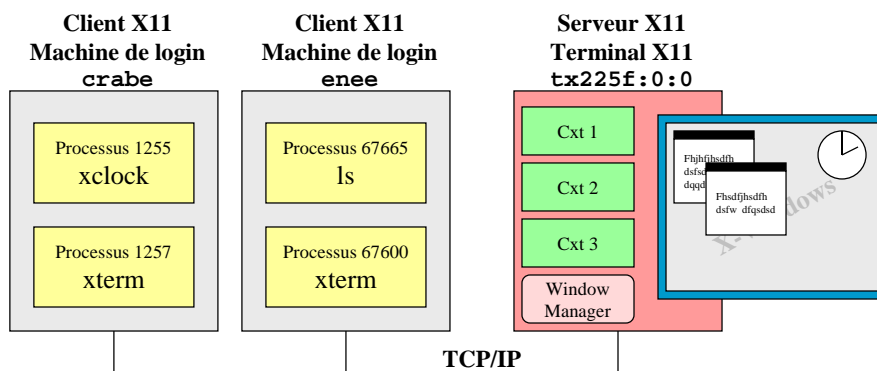 Client X11
Machine de login
crabe
Client X11
Machine de login
enee
Serveur X11
Terminal X11
tx225f:0:0
Processus 1255
xclock
Processus 1257
xterm
Processus 67665
ls
Processus 67600
xterm
Cxt 1
Cxt 2
Cxt 3
Window
Manager
Fhsdfjhsdfh
dsfw dfqsdsd
TCP/IP